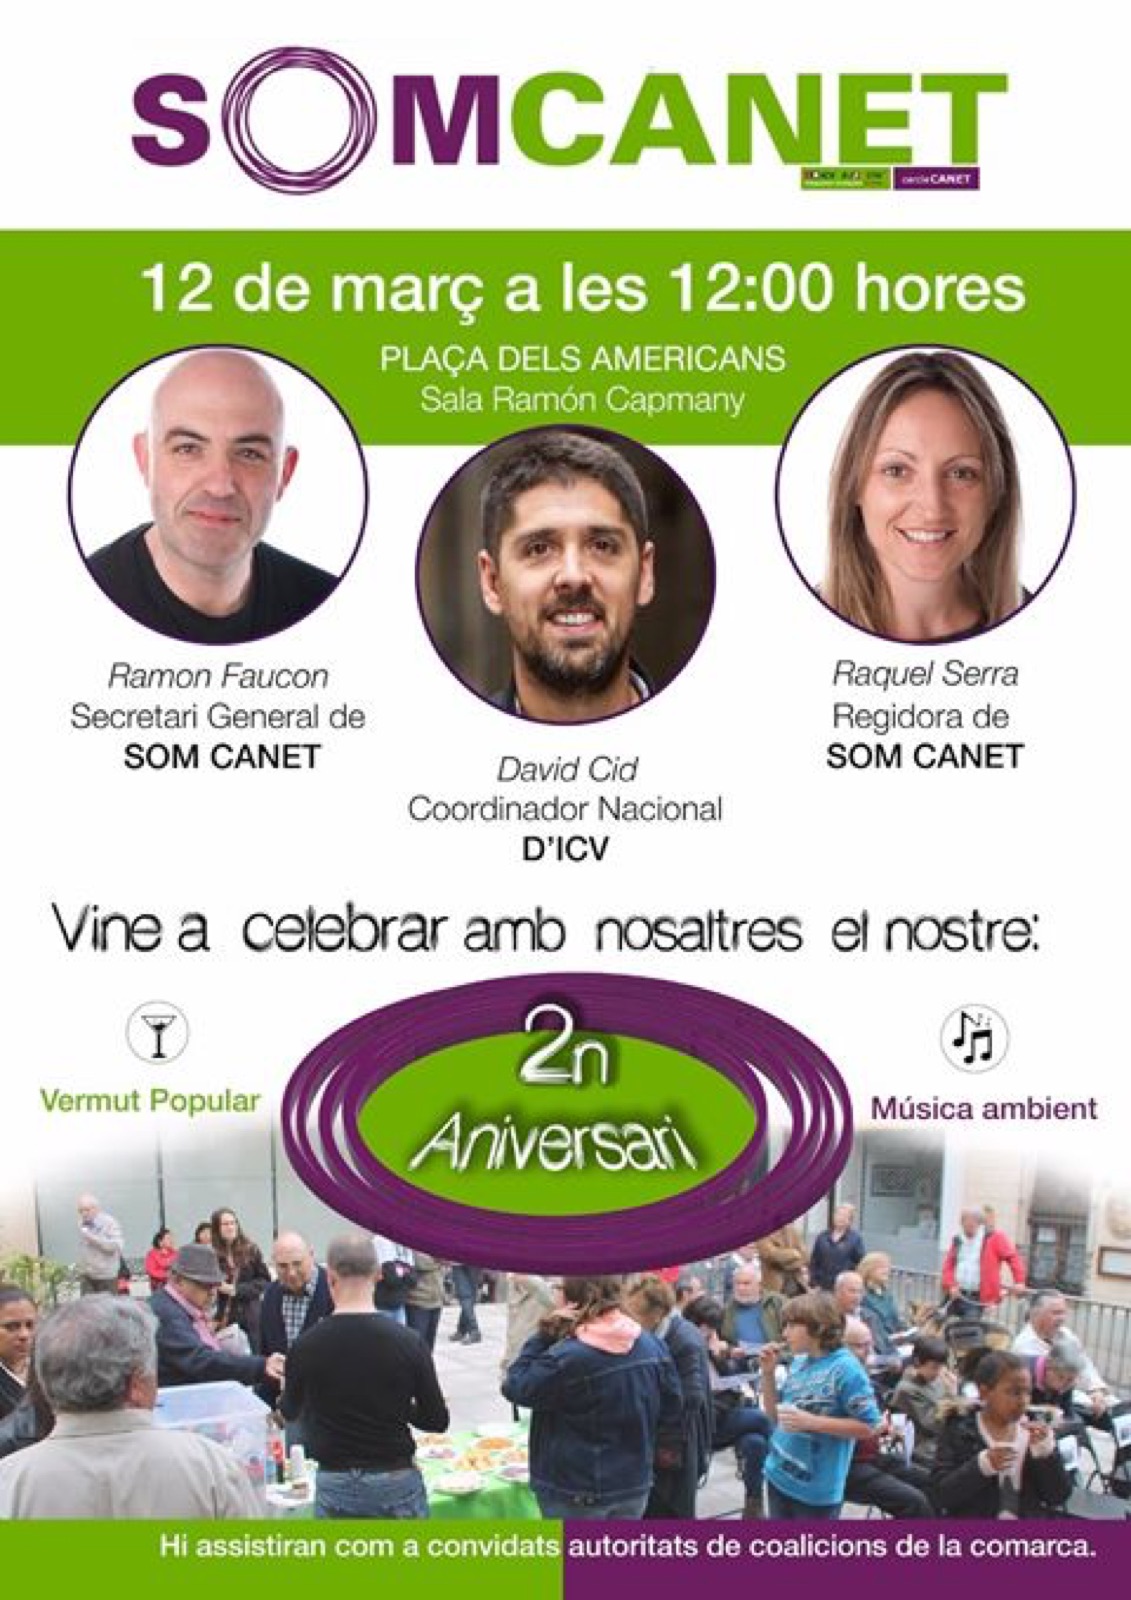 SOMCANET
cercleCANET
12 de març a les 12:00 hores
PLAÇA DELS AMERICANS
Sala Ramón Capmany
Ramon Faucon
Secretari General de
SOM CANET
David Cid
Coordinador Nacional
D'ICV
Raquel Serra
Regidora de
SOM CANET
Vine a celebrar amb nosaltres el nostre:
2n
Aniversari
Vermut Popular
Música ambient
Hi assistiran com a convidats autoritats de coalicions de la comarca.